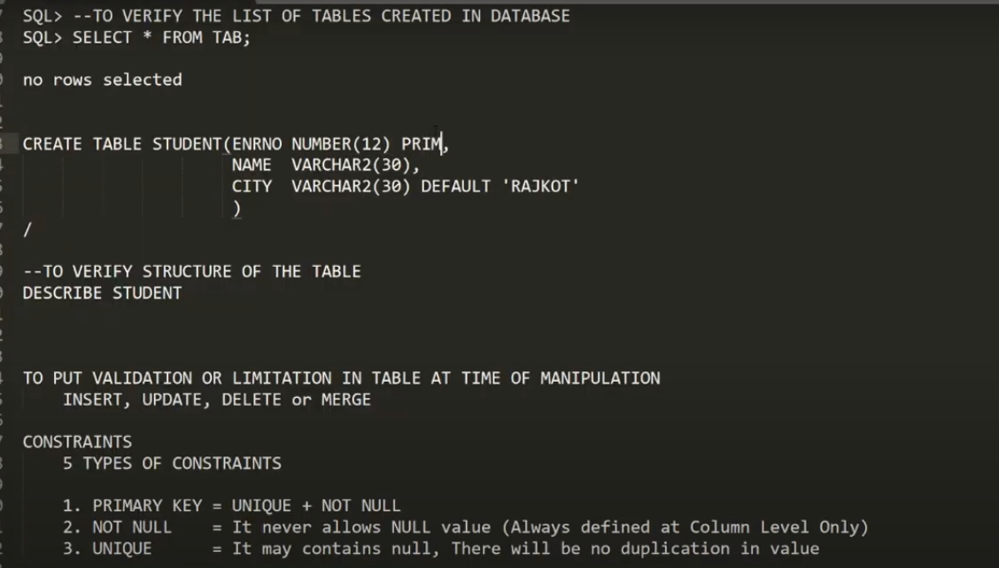 SQL> --TO VERIFY THE LIST OF TABLES CREATED IN DATABASE
SQL> SELECT * FROM TAB;
no rows selected
CREATE TABLE STUDENT(ENRNO NUMBER(12) PRIM,
NAME VARCHAR2(30),
CITY VARCHAR2(30) DEFAULT 'RAJKOT'
)
/
--TO VERIFY STRUCTURE OF THE TABLE
DESCRIBE STUDENT
TO PUT VALIDATION OR LIMITATION IN TABLE AT TIME OF MANIPULATION
INSERT, UPDATE, DELETE or MERGE
CONSTRAINTS
5 TYPES OF CONSTRAINTS
1. PRIMARY KEY = UNIQUE + NOT NULL
2. NOT NULL = It never allows NULL value (Always defined at Column Level Only)
3. UNIQUE = It may contains null, There will be no duplication in value